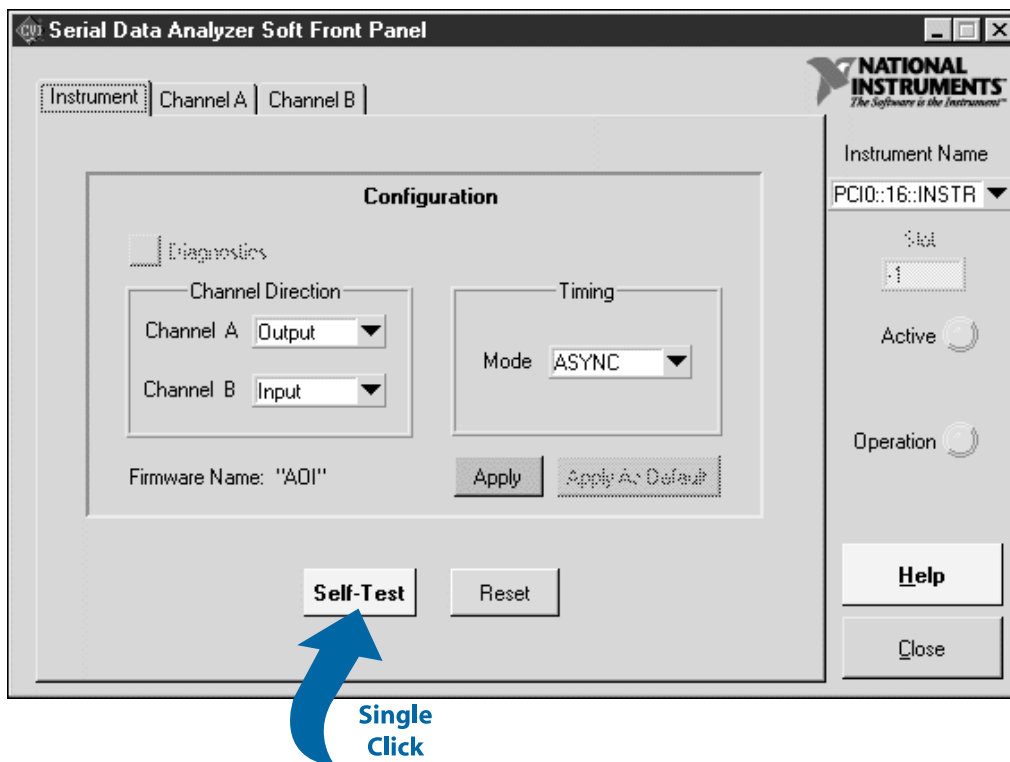 Serial Data Analyzer Soft Front Panel
Instrument
Channel A
Channel B
NATIONAL
INSTRUMENTS
The Software is the Instrument
Instrument Name
PCI0::16::INSTR
Slot
-1
Active
Operation
Configuration
Diagnostics
Channel Direction
Channel A
Output
Channel B
Input
Timing
Mode
ASYNC
Firmware Name: "AOI"
Apply
Apply As Default
Self-Test
Reset
Help
Close
Single
Click